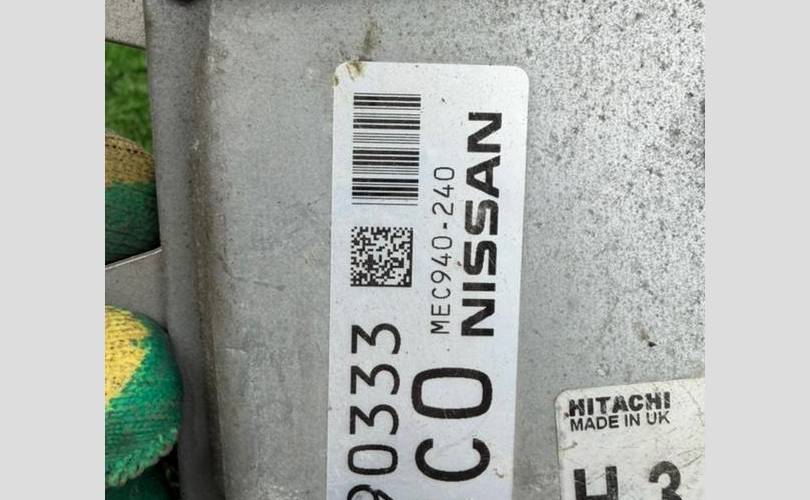 NISSAN
MEC940-240
CO
0333
HITACHI
MADE IN UK
H 3